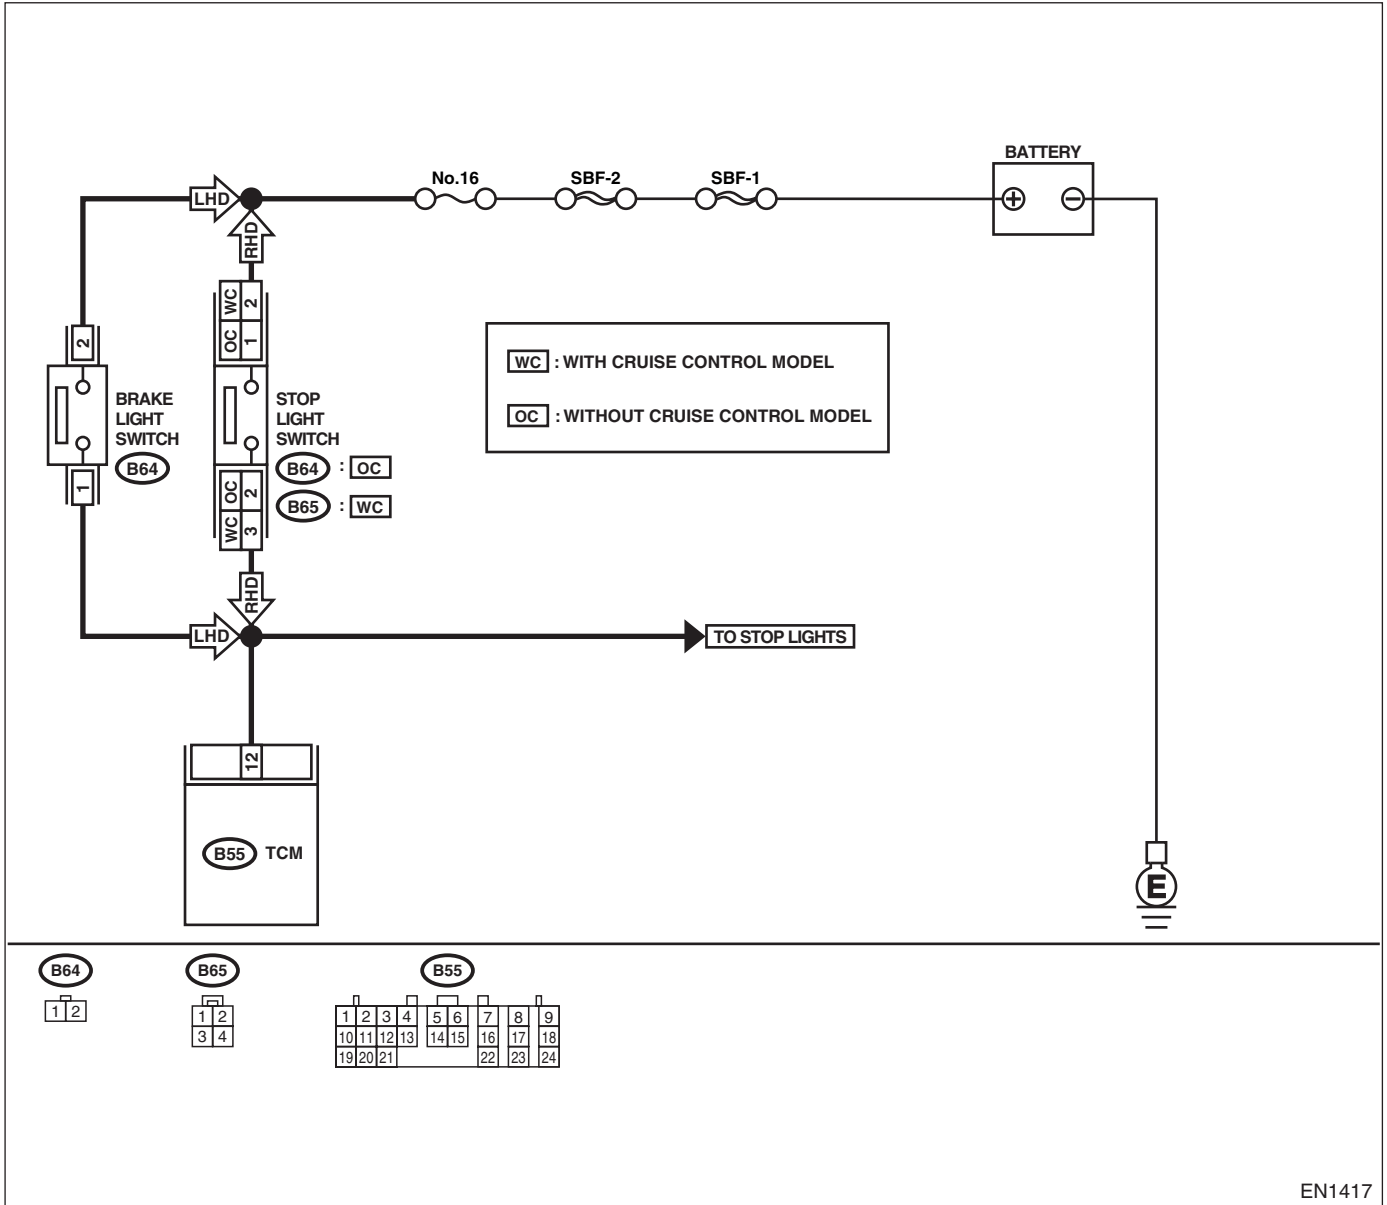 BATTERY
No.16
SBF-2
SBF-1
LHD
RHD
WC 2
OC 1
2
WC : WITH CRUISE CONTROL MODEL
OC : WITHOUT CRUISE CONTROL MODEL
BRAKE
LIGHT
SWITCH
B64
STOP
LIGHT
SWITCH
B64 : OC
B65 : WC
1
OC 2
WC 3
RHD
LHD
TO STOP LIGHTS
12
B55 TCM
E
B64
1 2
B65
1 2
3 4
B55
1 2 3 4 5 6 7 8 9
10 11 12 13 14 15 16 17 18
19 20 21 22 23 24
EN1417